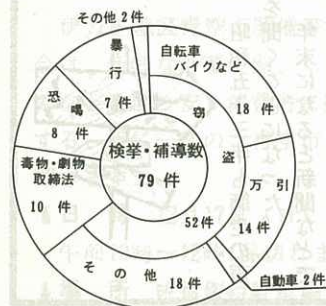 その他2件
自転車
バイクなど
18件
窃盗
52件
万引
14件
自動車2件
その他
18件
毒物・劇物
取締法
10件
恐喝
8件
暴行
7件
検挙・補導数
79件